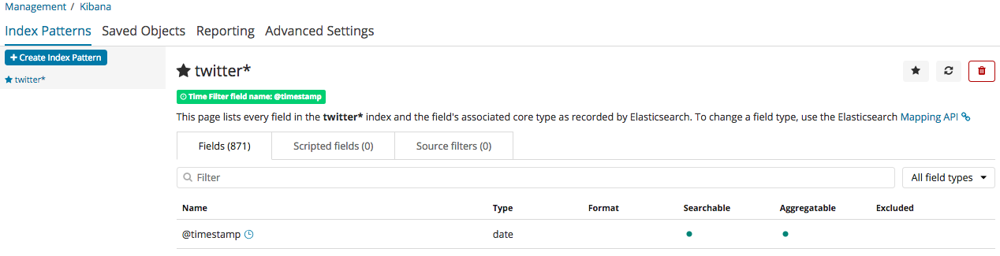 Management / Kibana
Index Patterns Saved Objects Reporting Advanced Settings
+ Create Index Pattern
twitter*
twitter*
Time Filter field name: @timestamp
This page lists every field in the twitter* index and the field's associated core type as recorded by Elasticsearch. To change a field type, use the Elasticsearch Mapping API
Fields (871) Scripted fields (0) Source filters (0)
Filter All field types
Name Type Format Searchable Aggregatable Excluded
@timestamp date